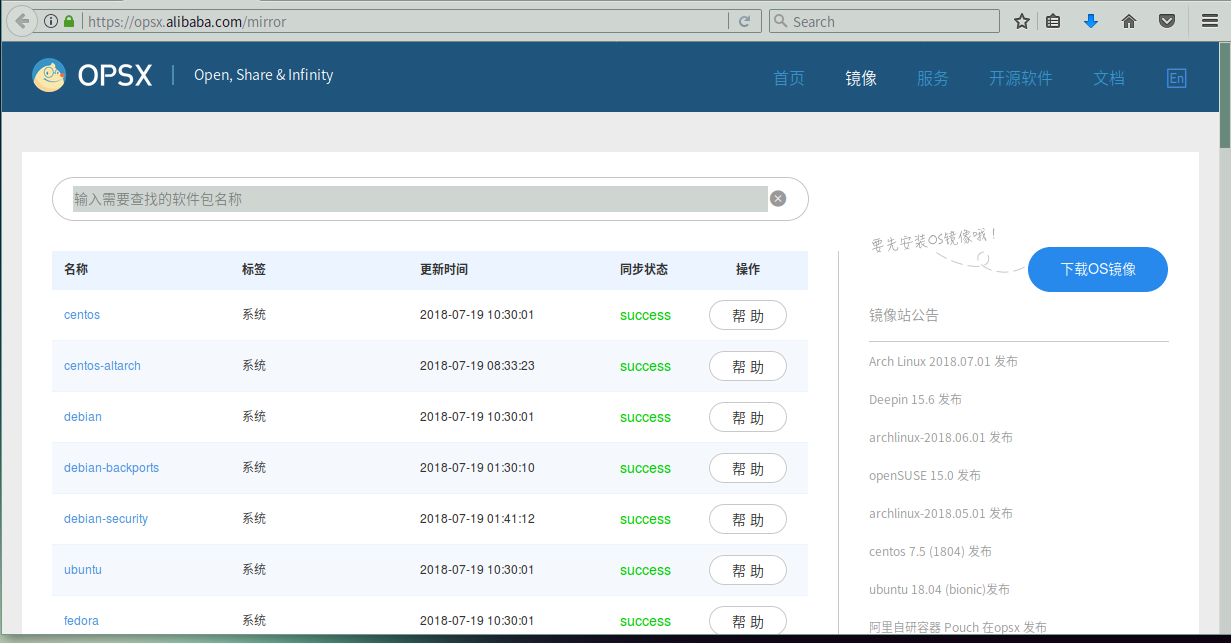 https://opsx.alibaba.com/mirror
Search
OPSX | Open, Share & Infinity
首页 镜像 服务 开源软件 文档 En
输入需要查找的软件包名称
要先安装OS镜像哦！
下载OS镜像
名称 标签 更新时间 同步状态 操作
centos 系统 2018-07-19 10:30:01 success 帮 助
centos-altarch 系统 2018-07-19 08:33:23 success 帮 助
debian 系统 2018-07-19 10:30:01 success 帮 助
debian-backports 系统 2018-07-19 01:30:10 success 帮 助
debian-security 系统 2018-07-19 01:41:12 success 帮 助
ubuntu 系统 2018-07-19 10:30:01 success 帮 助
fedora 系统 2018-07-19 10:30:01 success 帮 助
镜像站公告
Arch Linux 2018.07.01 发布
Deepin 15.6 发布
archlinux-2018.06.01 发布
openSUSE 15.0 发布
archlinux-2018.05.01 发布
centos 7.5 (1804) 发布
ubuntu 18.04 (bionic)发布
阿里自研容器 Pouch 在opsx 发布